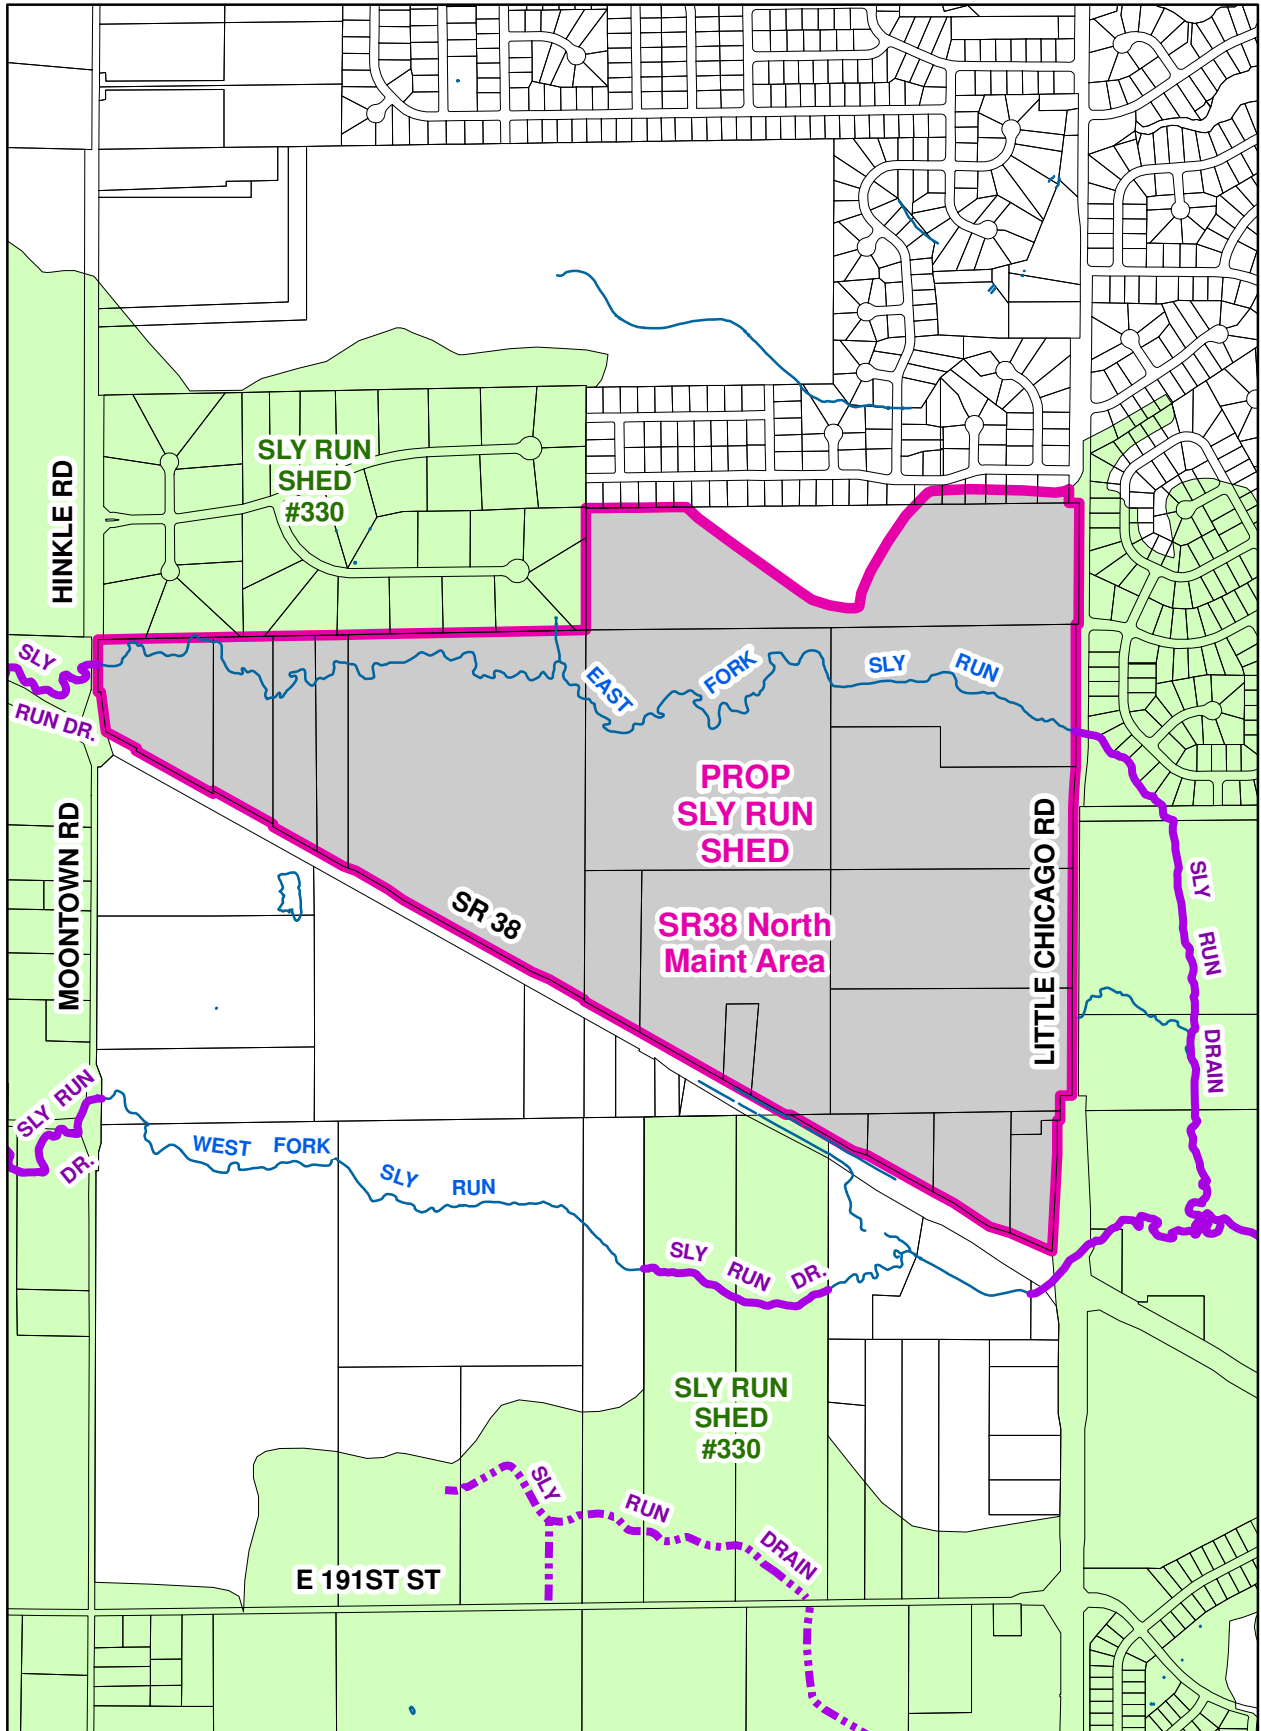 SLY RUN
SHED
#330
HINKLE RD
SLY
RUN DR.
EAST
FORK
SLY
RUN
PROP
SLY RUN
SHED
SR38 North
Maint Area
SR 38
MOONTOWN RD
LITTLE CHICAGO RD
SLY
RUN
DRAIN
SLY RUN
DR.
WEST FORK
SLY RUN
SLY RUN DR.
SLY RUN
SHED
#330
SLY
RUN
DRAIN
E 191ST ST